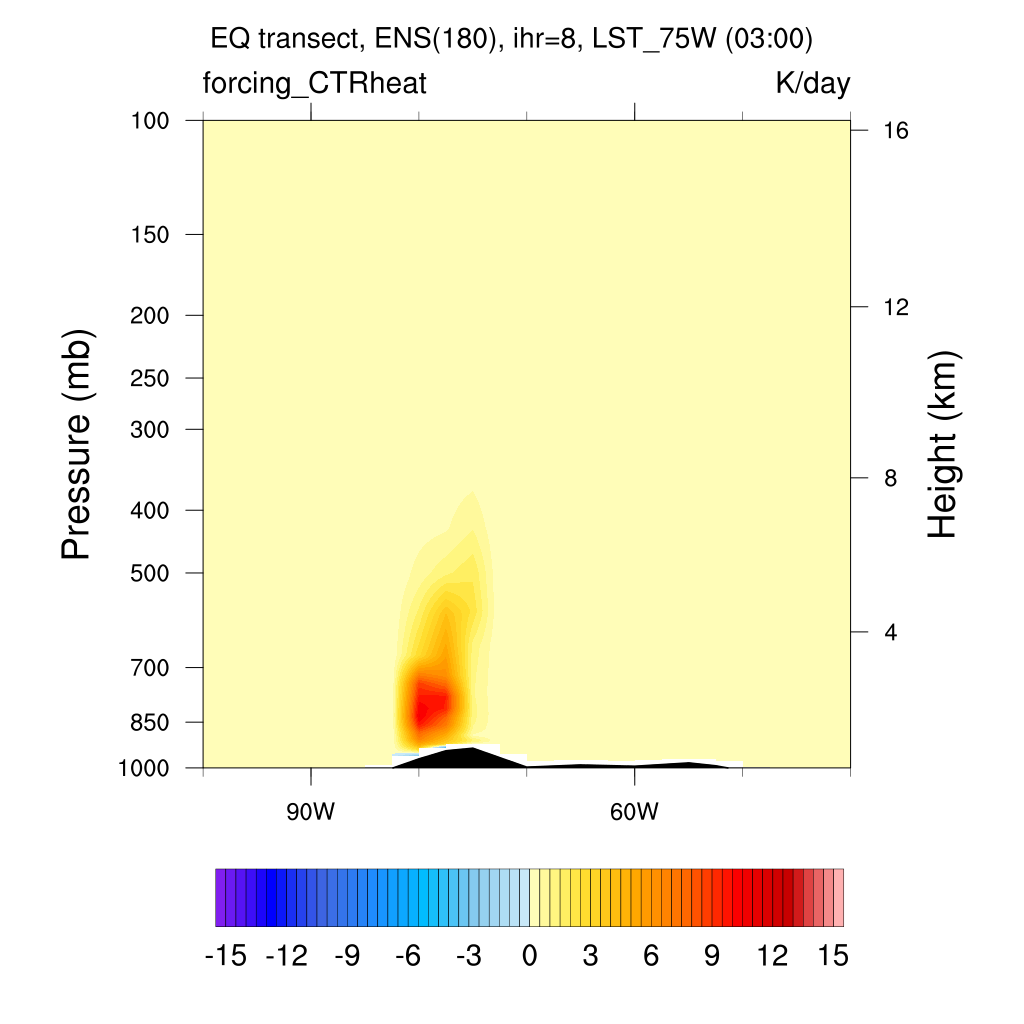 EQ transect, ENS(180), ihr=8, LST_75W (03:00)
forcing_CTRheat K/day
100
150
200
250
300
400
500
700
850
1000
Pressure (mb)
16
12
8
4
Height (km)
90W 60W
-15 -12 -9 -6 -3 0 3 6 9 12 15